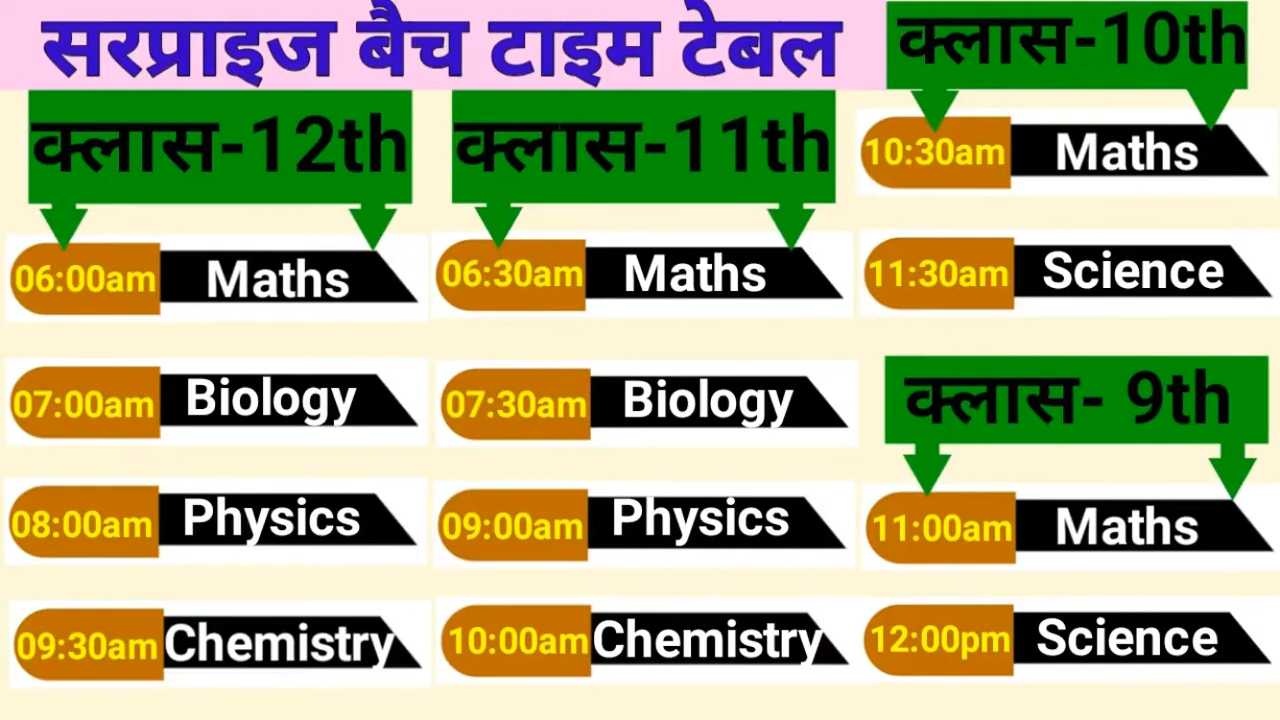 सरप्राइज बैच टाइम टेबल
क्लास-12th
06:00am Maths
07:00am Biology
08:00am Physics
09:30am Chemistry
क्लास-11th
06:30am Maths
07:30am Biology
09:00am Physics
10:00am Chemistry
क्लास-10th
10:30am Maths
11:30am Science
क्लास- 9th
11:00am Maths
12:00pm Science